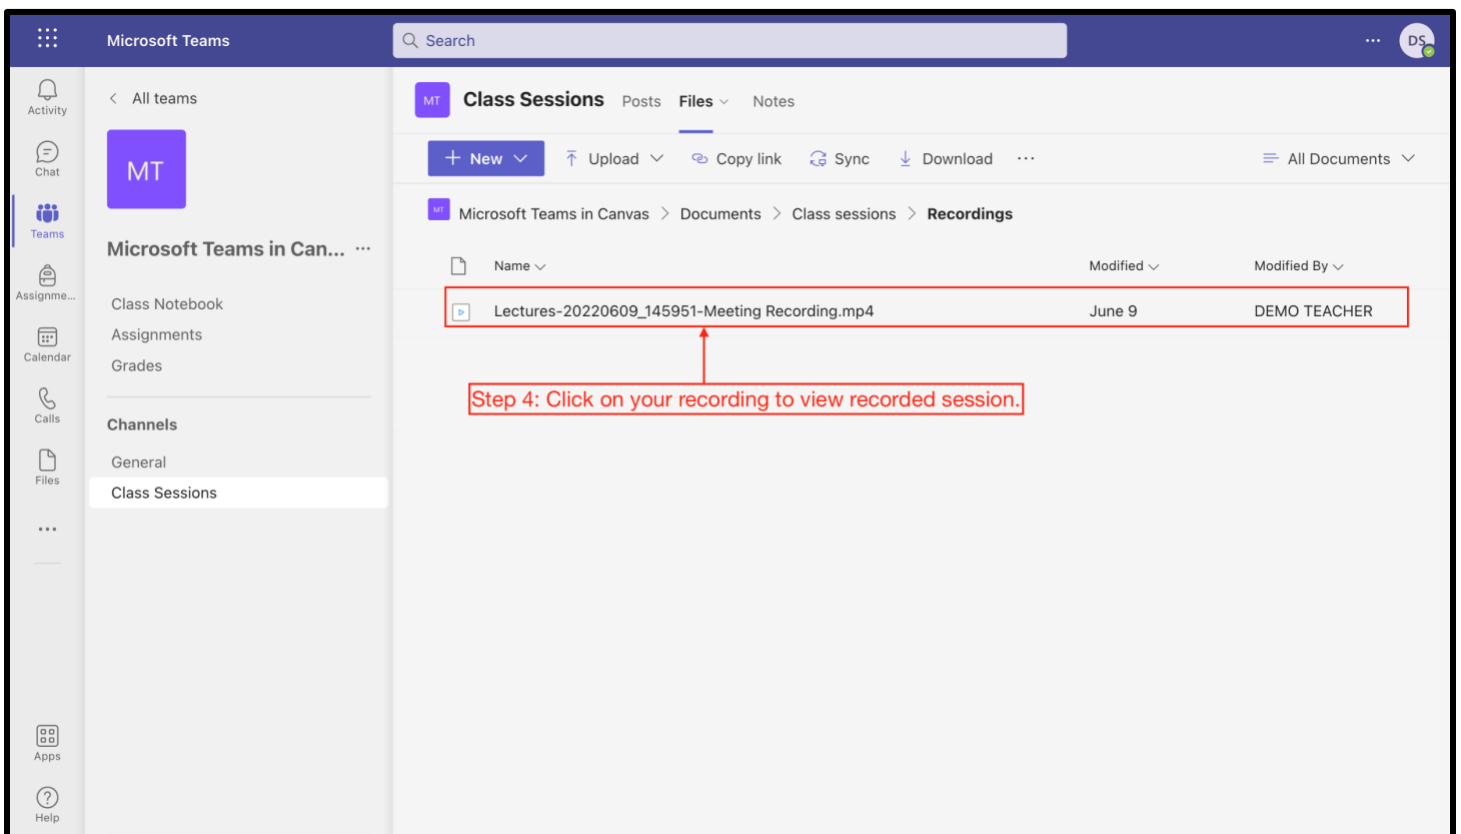 Microsoft Teams
Search
DS
Activity
Chat
Teams
Assignme...
Calendar
Calls
Files
Apps
Help
All teams
MT
Microsoft Teams in Can...
Class Notebook
Assignments
Grades
Channels
General
Class Sessions
MT Class Sessions Posts Files Notes
New Upload Copy link Sync Download All Documents
MT Microsoft Teams in Canvas > Documents > Class sessions > Recordings
Name Modified Modified By
Lectures-20220609_145951-Meeting Recording.mp4 June 9 DEMO TEACHER
Step 4: Click on your recording to view recorded session.